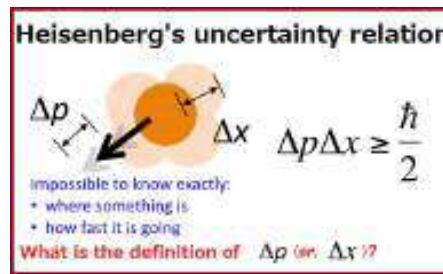 Heisenberg's uncertainty relation
Δp
Δx
ΔpΔx ≥ ħ/2
Impossible to know exactly:
• where something is
• how fast it is going
What is the definition of Δp (or, Δx)?